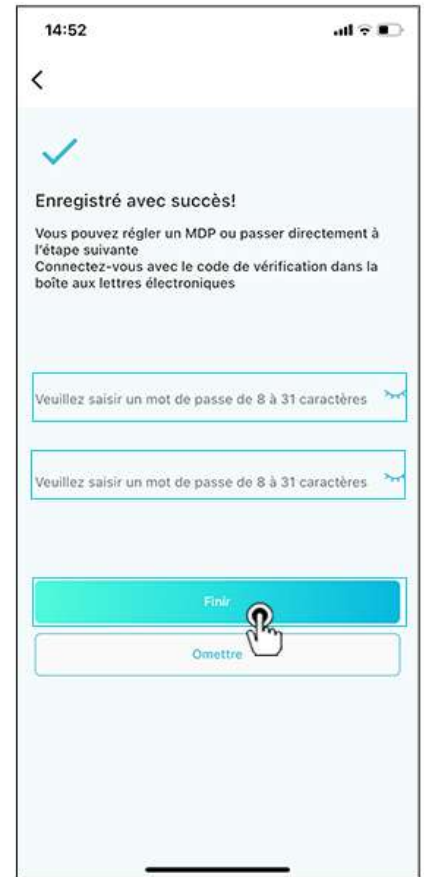 14:52
Enregistré avec succès!
Vous pouvez régler un MDP ou passer directement à
l'étape suivante
Connectez-vous avec le code de vérification dans la
boîte aux lettres électroniques
Veuillez saisir un mot de passe de 8 à 31 caractères
Veuillez saisir un mot de passe de 8 à 31 caractères
Finir
Omettre